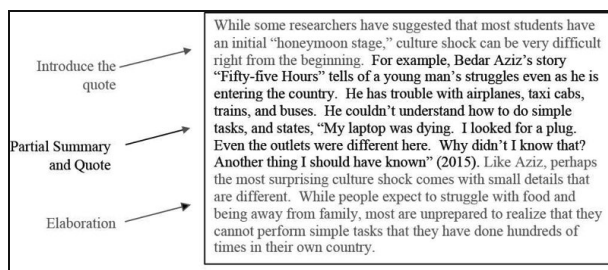 Introduce the
quote
Partial Summary
and Quote
Elaboration
While some researchers have suggested that most students have
an initial “honeymoon stage,” culture shock can be very difficult
right from the beginning. For example, Bedar Aziz’s story
“Fifty-five Hours” tells of a young man’s struggles even as he is
entering the country. He has trouble with airplanes, taxi cabs,
trains, and buses. He couldn’t understand how to do simple
tasks, and states, “My laptop was dying. I looked for a plug.
Even the outlets were different here. Why didn’t I know that?
Another thing I should have known” (2015). Like Aziz, perhaps
the most surprising culture shock comes with small details that
are different. While people expect to struggle with food and
being away from family, most are unprepared to realize that they
cannot perform simple tasks that they have done hundreds of
times in their own country.